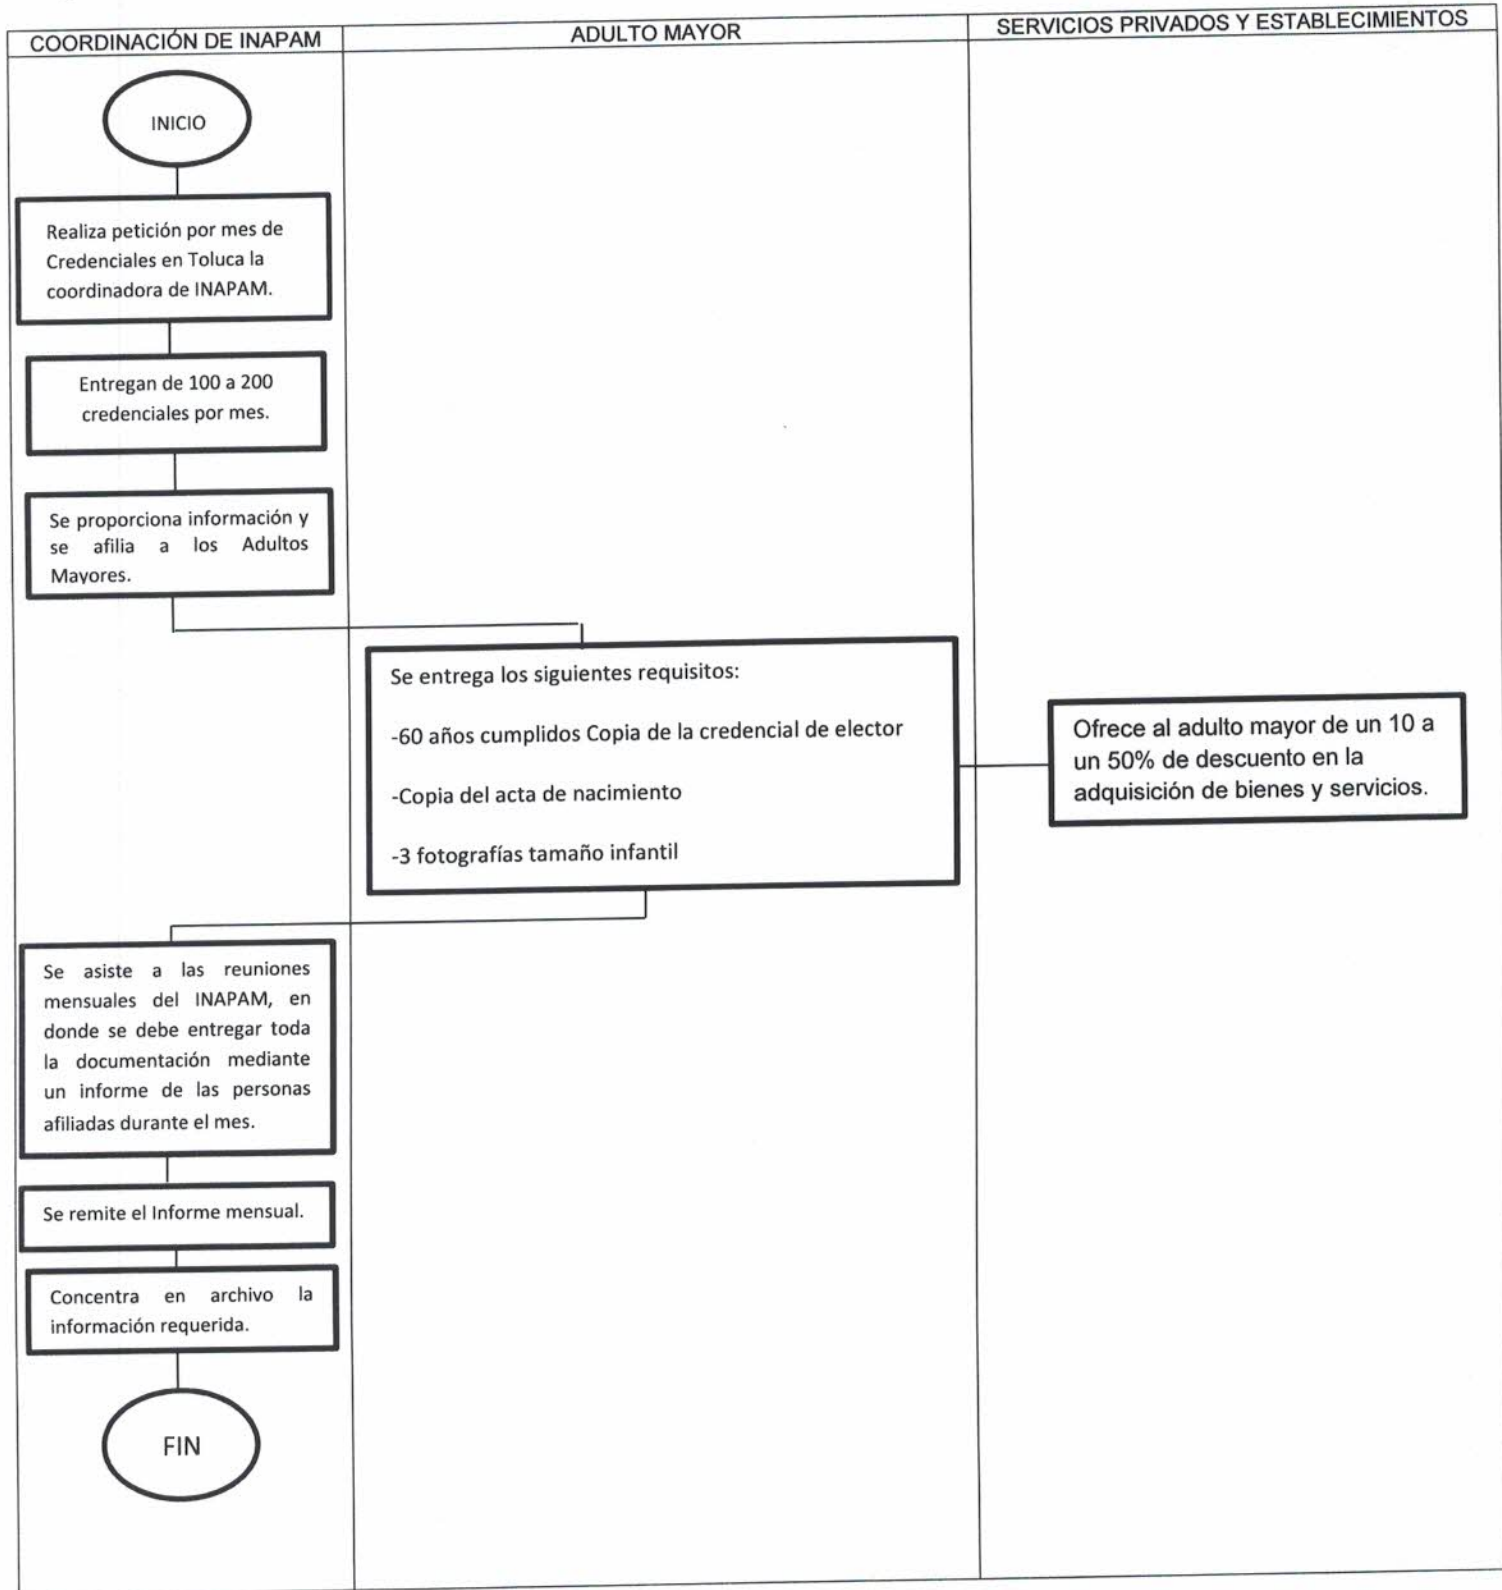 COORDINACIÓN DE INAPAM
ADULTO MAYOR
SERVICIOS PRIVADOS Y ESTABLECIMIENTOS
INICIO
Realiza petición por mes de
Credenciales en Toluca la
coordinadora de INAPAM.
Entregan de 100 a 200
credenciales por mes.
Se proporciona información y
se afilia a los Adultos
Mayores.
Se entrega los siguientes requisitos:
-60 años cumplidos Copia de la credencial de elector
-Copia del acta de nacimiento
-3 fotografías tamaño infantil
Ofrece al adulto mayor de un 10 a
un 50% de descuento en la
adquisición de bienes y servicios.
Se asiste a las reuniones
mensuales del INAPAM, en
donde se debe entregar toda
la documentación mediante
un informe de las personas
afiliadas durante el mes.
Se remite el Informe mensual.
Concentra en archivo la
información requerida.
FIN